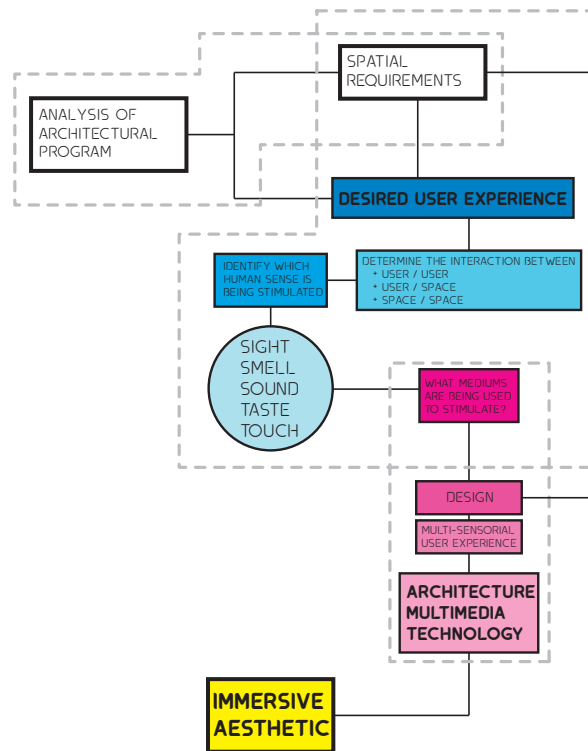 SPATIAL
REQUIREMENTS
ANALYSIS OF
ARCHITECTURAL
PROGRAM
DESIRED USER EXPERIENCE
IDENTIFY WHICH
HUMAN SENSE IS
BEING STIMULATED
DETERMINE THE INTERACTION BETWEEN
+ USER / USER
+ USER / SPACE
+ SPACE / SPACE
SIGHT
SMELL
SOUND
TASTE
TOUCH
WHAT MEDIUMS
ARE BEING USED
TO STIMULATE?
DESIGN
MULTI-SENSORIAL
USER EXPERIENCE
ARCHITECTURE
MULTIMEDIA
TECHNOLOGY
IMMERSIVE
AESTHETIC